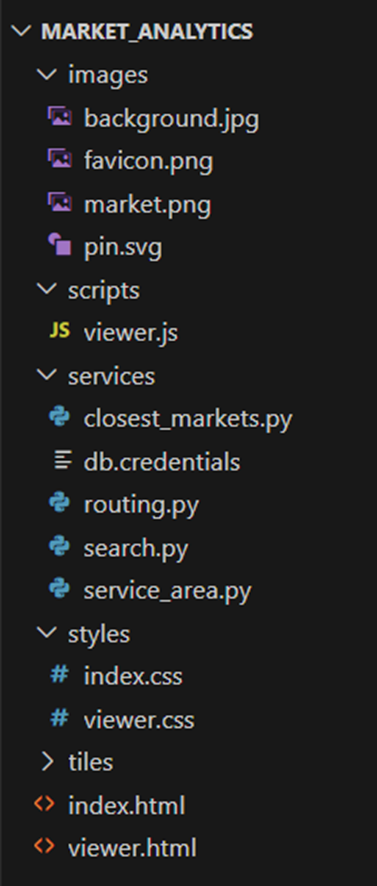 MARKET_ANALYTICS
images
background.jpg
favicon.png
market.png
pin.svg
scripts
JS viewer.js
services
closest_markets.py
db.credentials
routing.py
search.py
service_area.py
styles
# index.css
# viewer.css
tiles
<> index.html
<> viewer.html